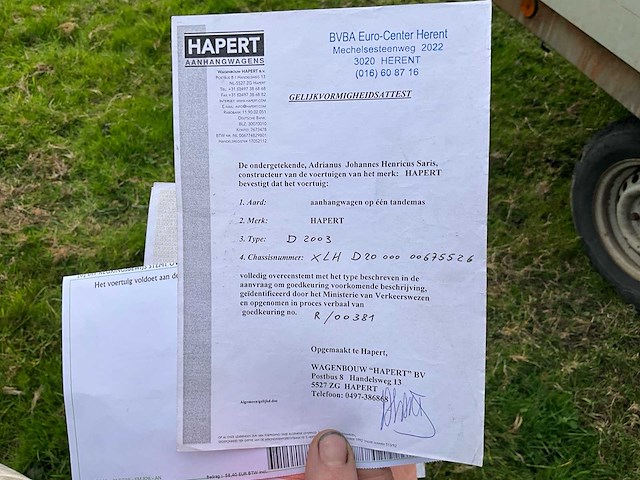 HAPERT
AANHANGWAGENS
WAGENBOUW HAPERT B.V.
BVBA Euro-Center Herent
Mechelsesteenweg 2022
3020 HERENT
(016) 60 87 16
GELIJKVORMIGHEIDSATTEST
De ondergetekende, Adrianus Johannes Henricus Saris,
constructeur van de voertuigen van het merk: HAPERT
bevestigt dat het voertuig:
1. Aard: aanhangwagen op één tandemas
2. Merk: HAPERT
3. Type: D 2003
4. Chassisnummer: XLH D20 000 00675526
volledig overeenstemt met het type beschreven in de
aanvraag om goedkeuring voorkomende beschrijving,
geïdentificeerd door het Ministerie van Verkeerswezen
en opgenomen in proces verbaal van
goedkeuring no. R/00381
Opgemaakt te Hapert,
WAGENBOUW "HAPERT" BV
Postbus 8 Handelsweg 13
5527 ZG HAPERT
Telefoon: 0497-386868
Het voertuig voldoet aan de